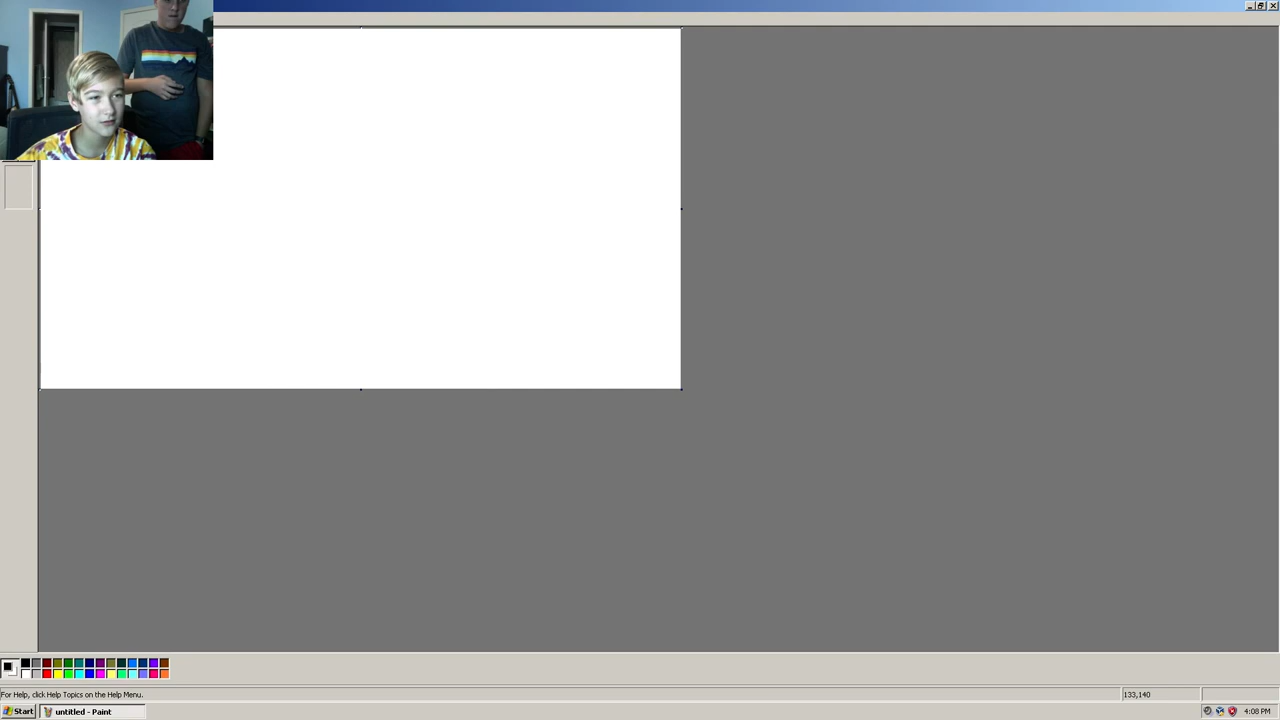 For Help, click Help Topics on the Help Menu.
133,140
Start
untitled - Paint
4:08 PM